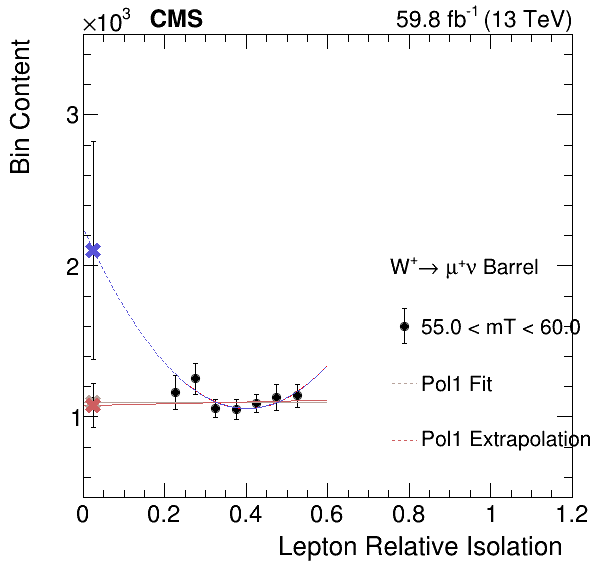 ×10³ CMS 59.8 fb⁻¹ (13 TeV)
Bin Content
3
2
1
W⁺→ μ⁺ν Barrel
55.0 < mT < 60.0
Pol1 Fit
Pol1 Extrapolation
0 0.2 0.4 0.6 0.8 1 1.2
Lepton Relative Isolation